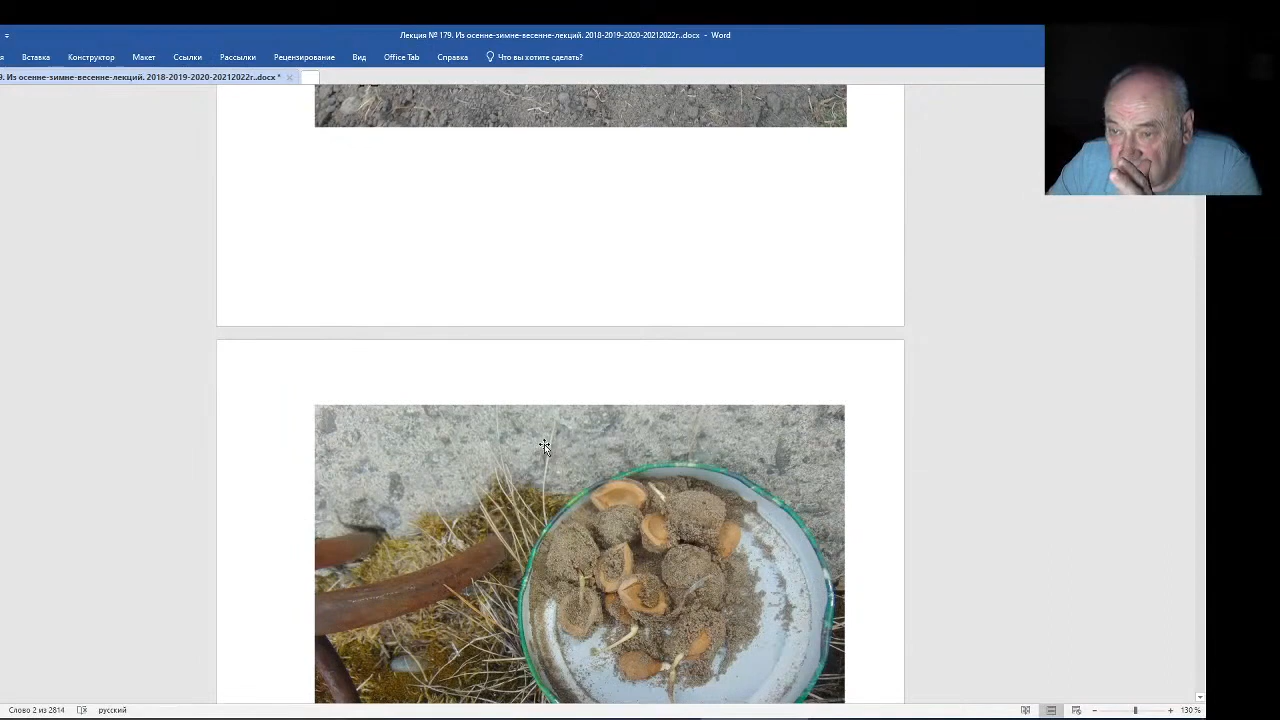 Лекция № 179. Из осенне-зимне-весенне-лекций. 2018-2019-2020-20212022г..docx - Word
я Вставка Конструктор Макет Ссылки Рассылки Рецензирование Вид Office Tab Справка Что вы хотите сделать?
9. Из осенне-зимне-весенне-лекций. 2018-2019-2020-20212022г..docx *
Слово 2 из 2814 русский 130 %